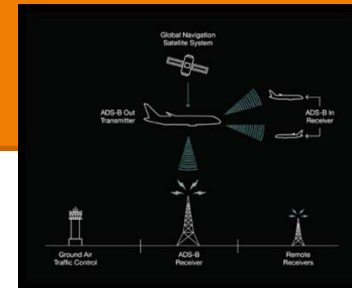 Global Navigation
Satellite System
ADS-B Out
Transmitter
ADS-B In
Receiver
Ground Air
Traffic Control
ADS-B
Receiver
Remote
Receivers